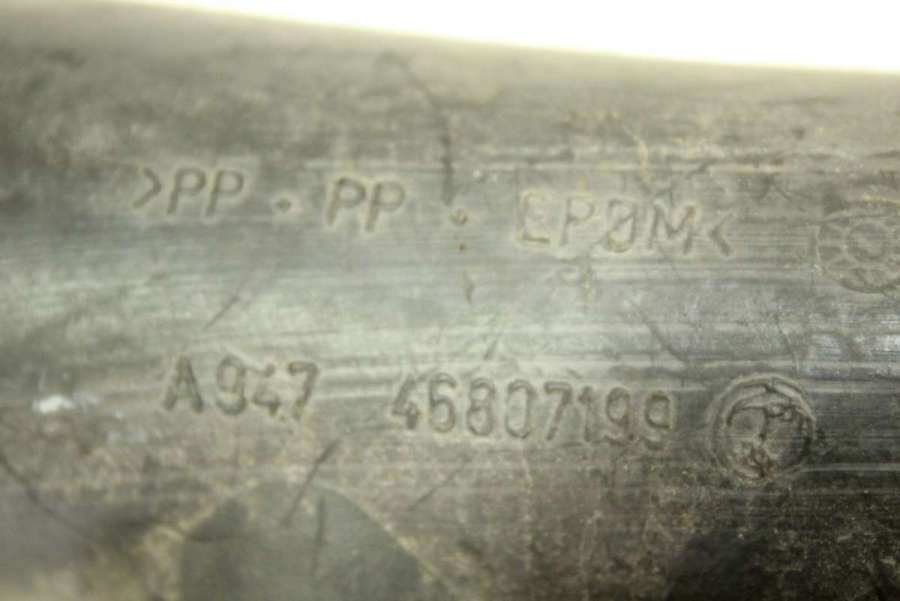 >PP . PP . EPDM<
A947 46807199